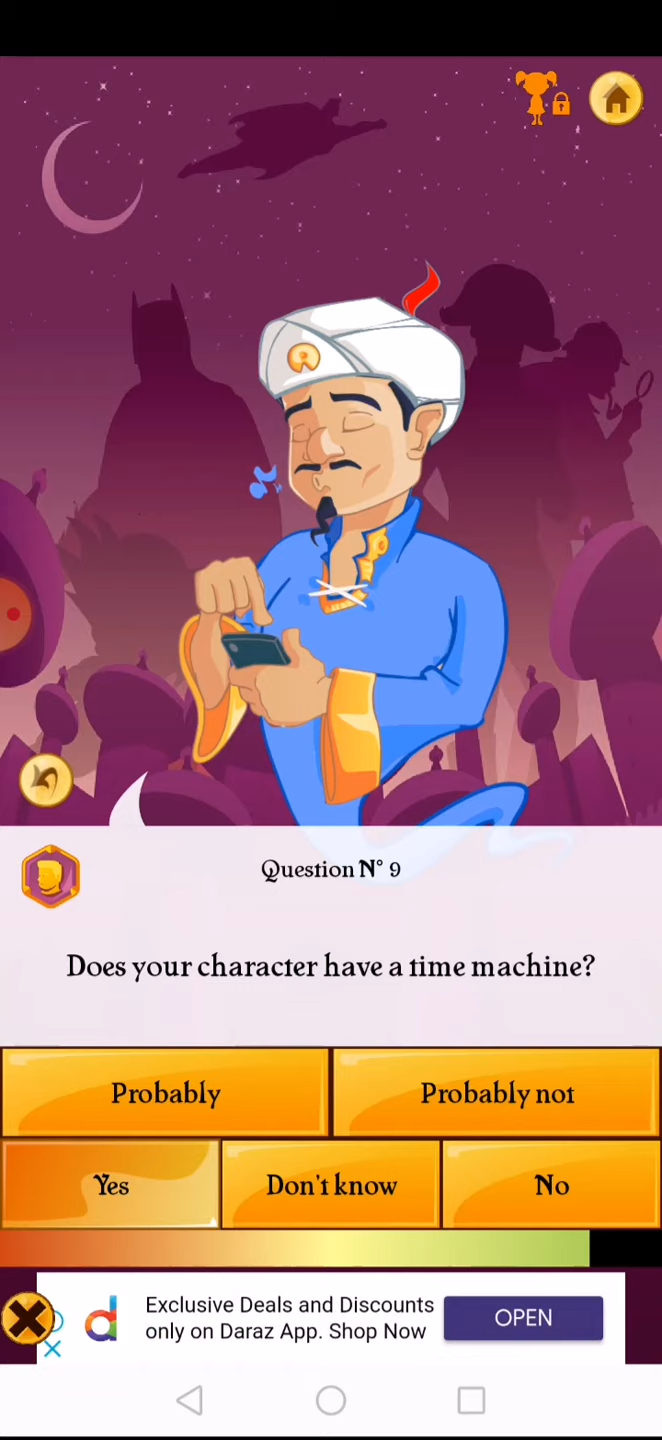 Question N° 9
Does your character have a time machine?
Probably
Probably not
Yes
Don't know
No
Exclusive Deals and Discounts
only on Daraz App. Shop Now
OPEN